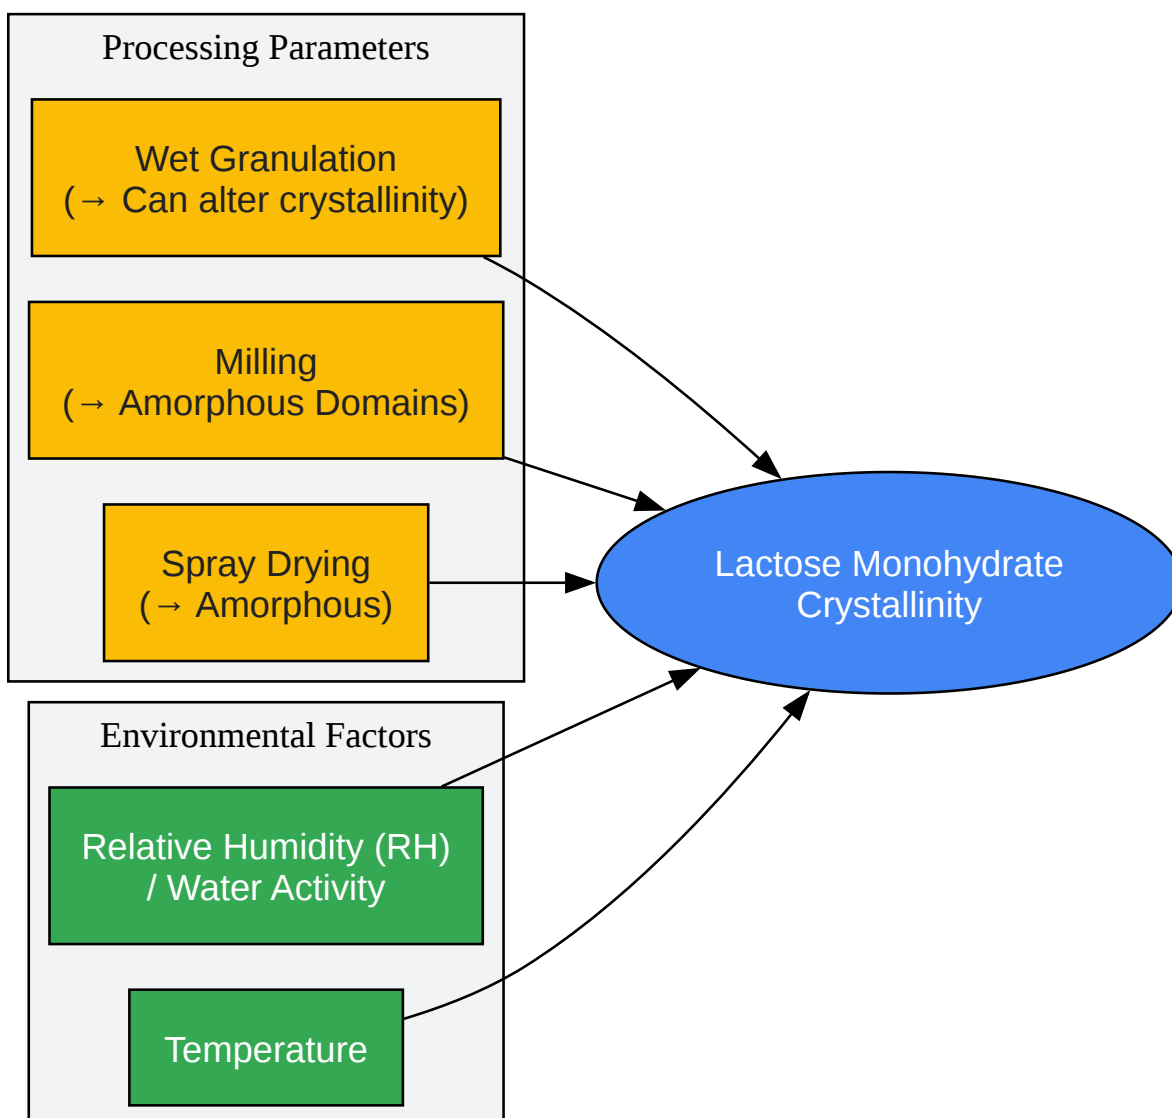 Processing Parameters
Wet Granulation
(→ Can alter crystallinity)
Milling
(→ Amorphous Domains)
Spray Drying
(→ Amorphous)
Lactose Monohydrate
Crystallinity
Environmental Factors
Relative Humidity (RH)
/ Water Activity
Temperature